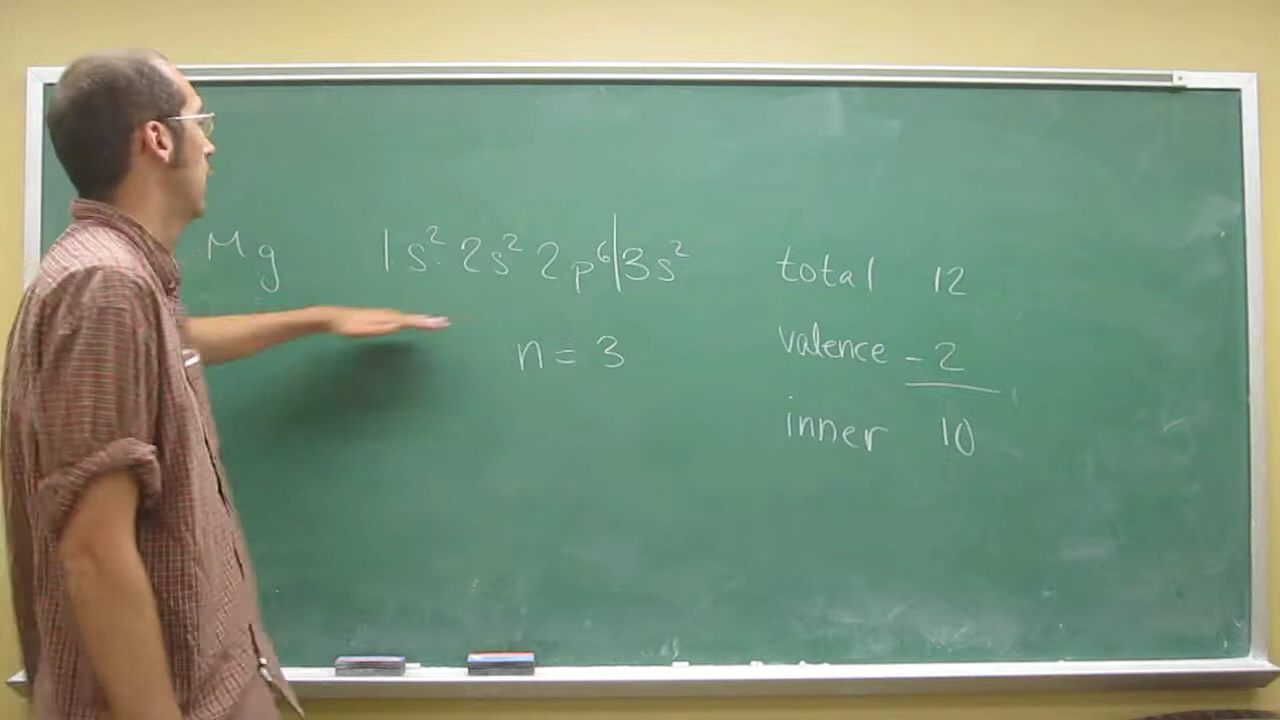 Mg 1s² 2s² 2p⁶|3s² total 12
n = 3 valence - 2
inner 10